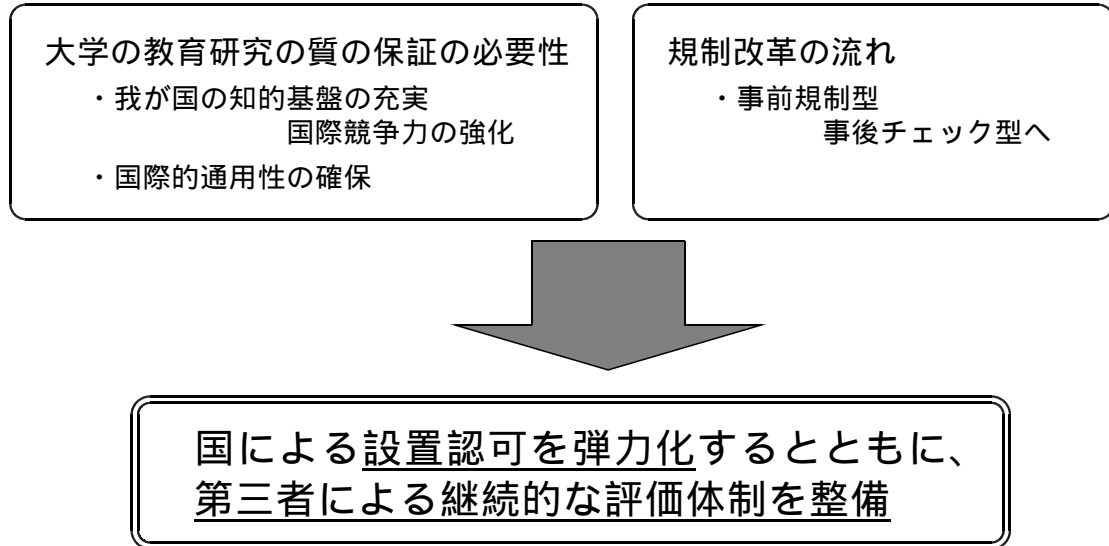 大学の教育研究の質の保証の必要性
・我が国の知的基盤の充実
国際競争力の強化
・国際的通用性の確保
規制改革の流れ
・事前規制型
事後チェック型へ
国による設置認可を弾力化するとともに、
第三者による継続的な評価体制を整備